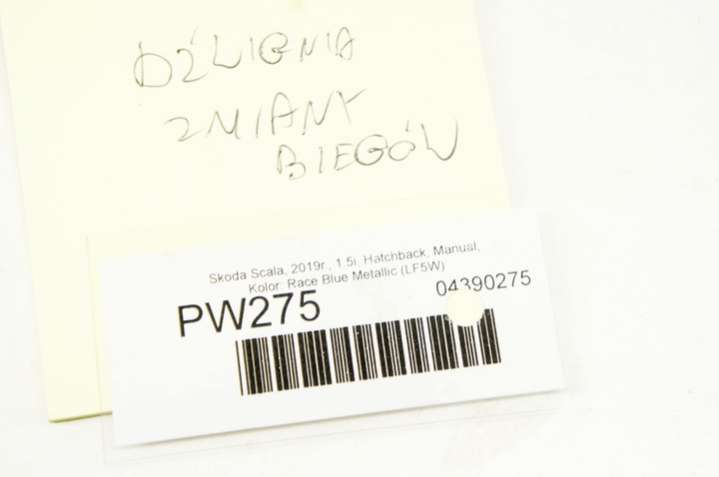 DŹWIGNIA
ZMIANY
BIEGÓW
Skoda Scala, 2019r., 1.5i, Hatchback, Manual,
Kolor: Race Blue Metallic (LF5W)
PW275
04390275